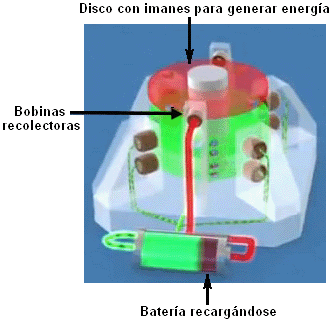 Disco con imanes para generar energía
Bobinas
recolectoras
Batería recargándose